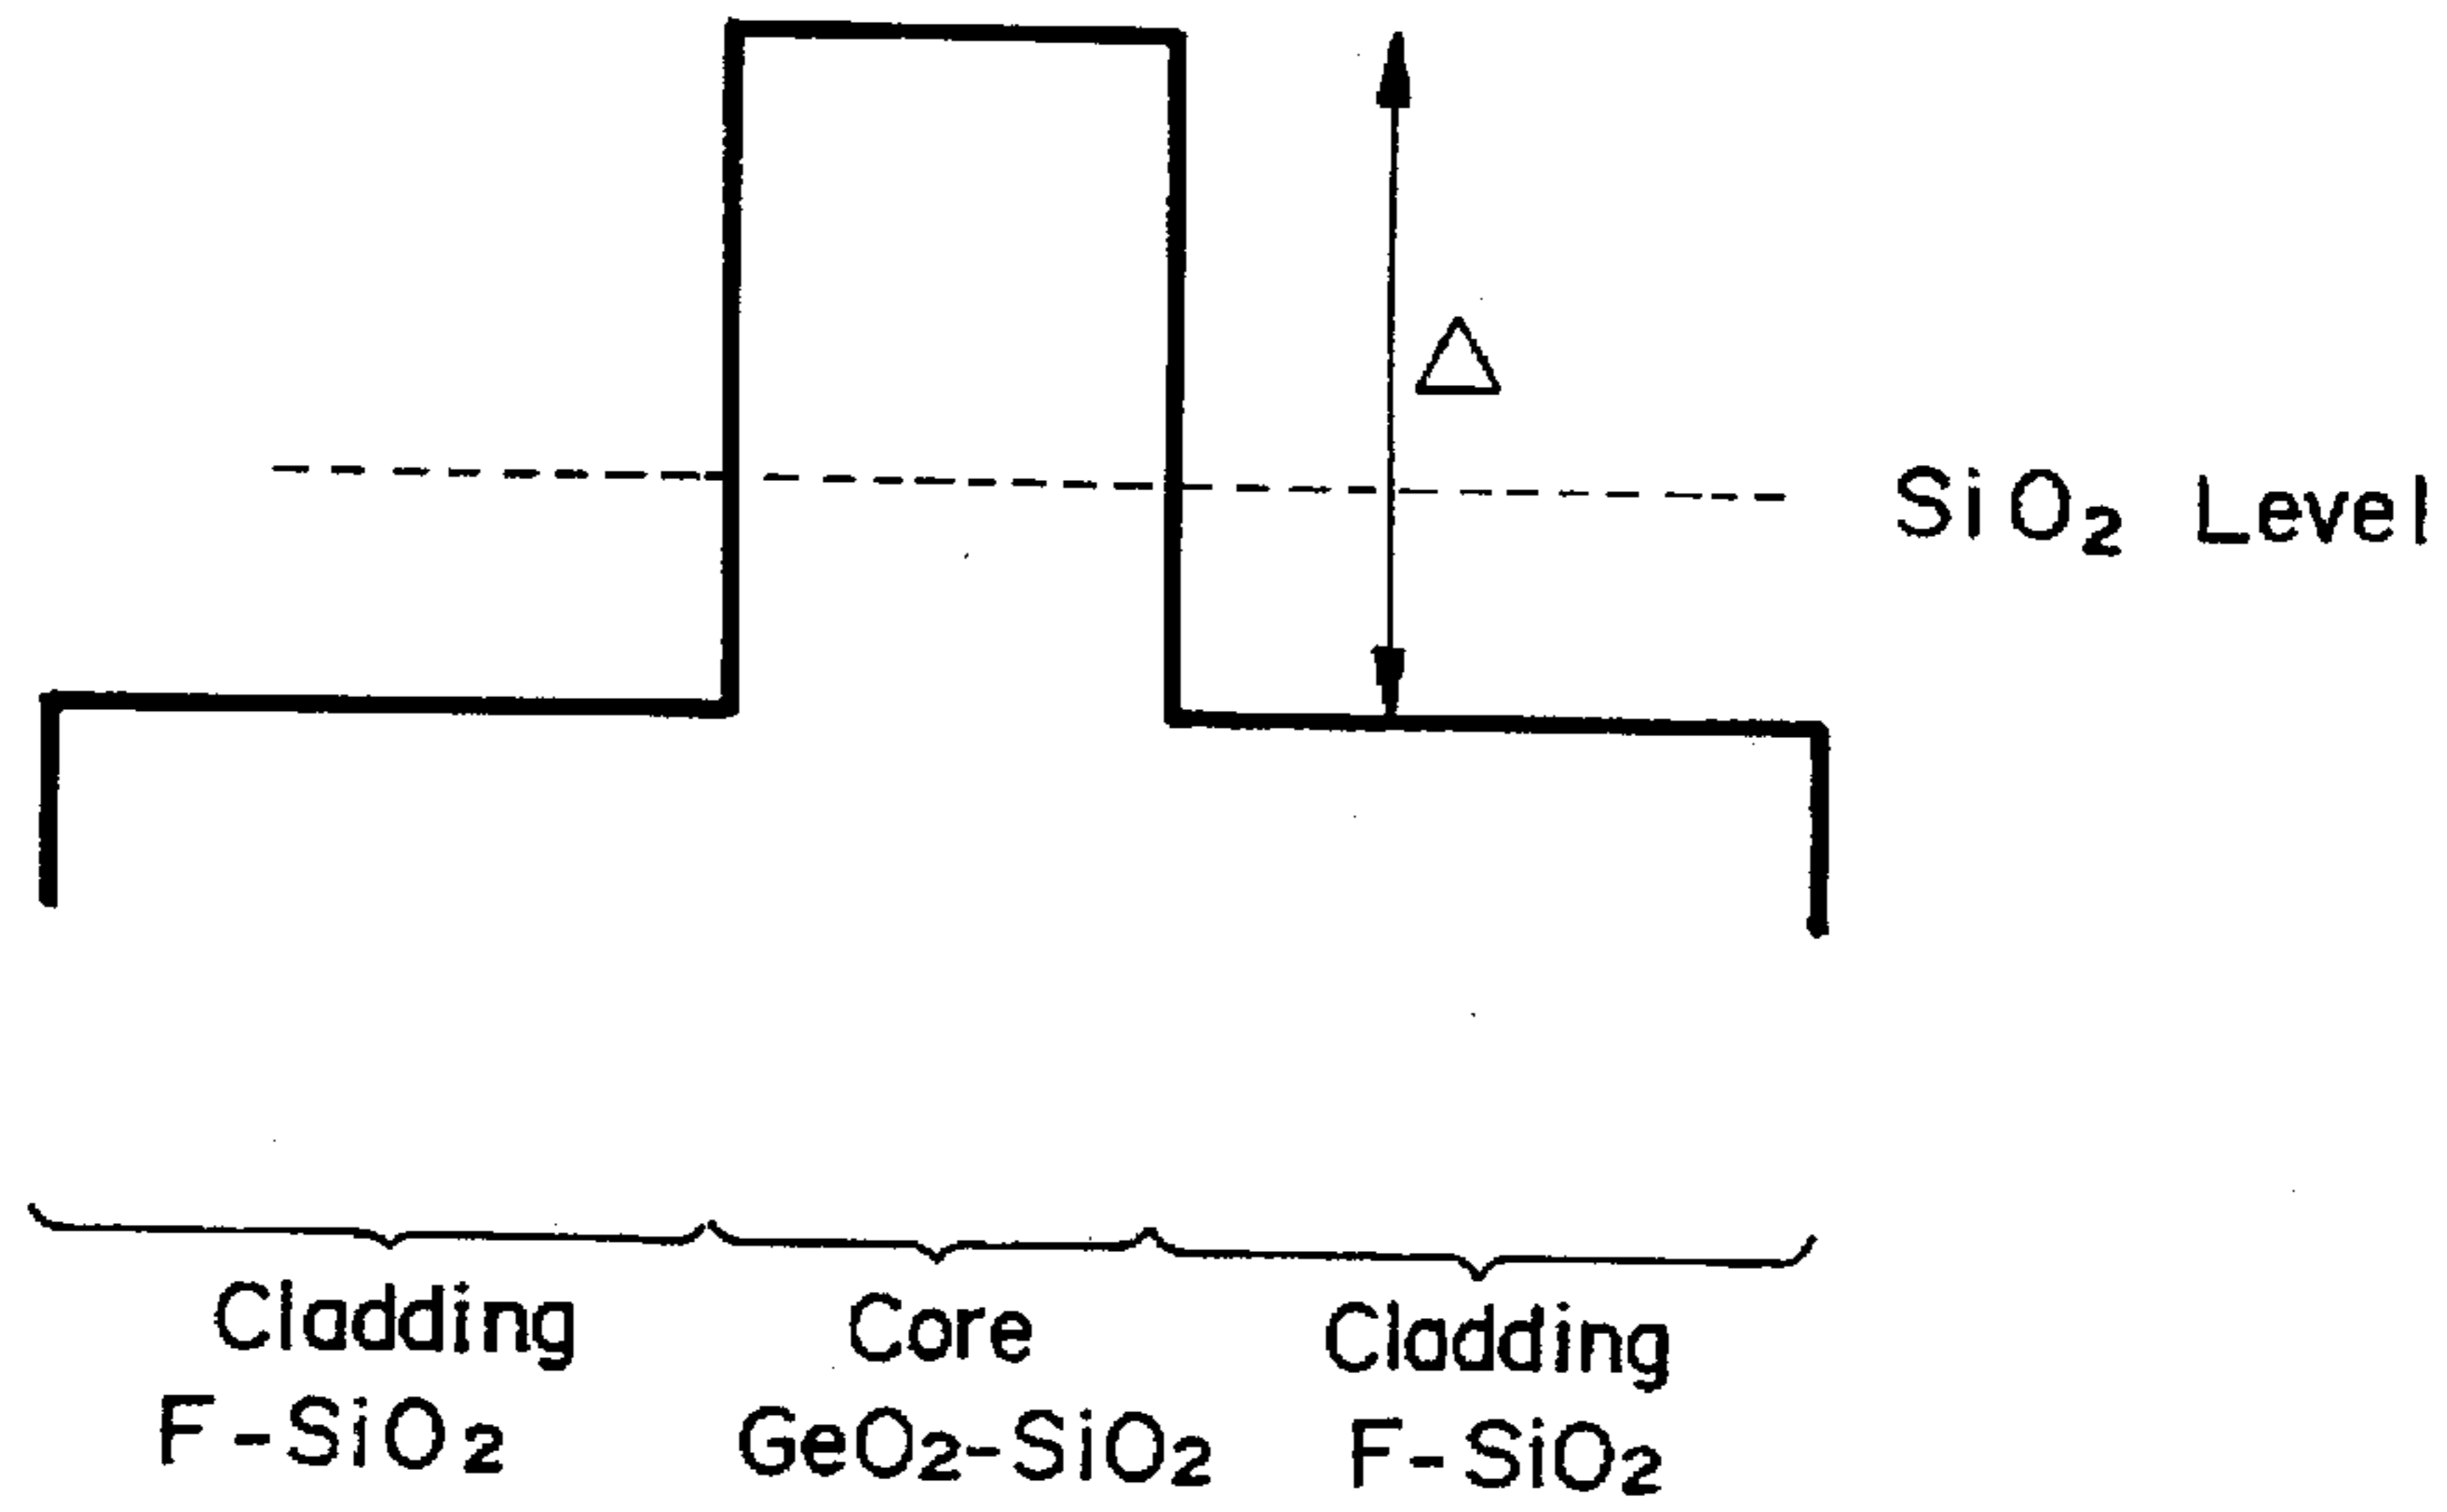 Δ
SiO₂ Level
Cladding Core Cladding
F-SiO₂ GeO₂-SiO₂ F-SiO₂